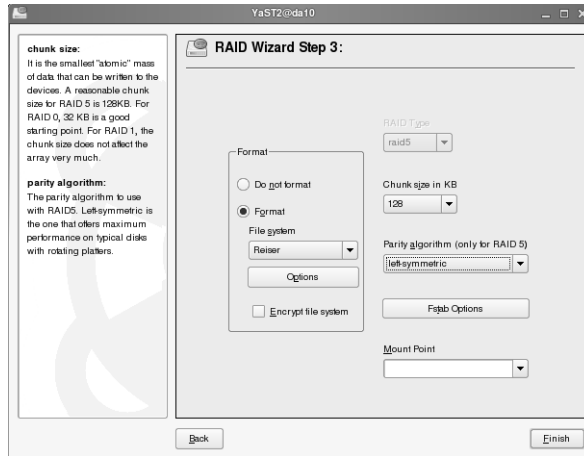 YaST2@da10
chunk size:
It is the smallest "atomic" mass
of data that can be written to the
devices. A reasonable chunk
size for RAID 5 is 128KB. For
RAID 0, 32 KB is a good
starting point. For RAID 1, the
chunk size does not affect the
array very much.
parity algorithm:
The parity algorithm to use
with RAID5. Left-symmetric is
the one that offers maximum
performance on typical disks
with rotating platters.
RAID Wizard Step 3:
Format
Do not format
Format
File system
Reiser
Options
Encrypt file system
RAID Type
raid5
Chunk size in KB
128
Parity algorithm (only for RAID 5)
left-symmetric
Fstab Options
Mount Point
Back
Finish